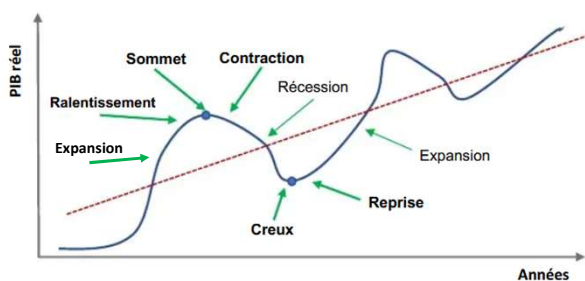 PIB réel
Sommet
Contraction
Récession
Ralentissement
Expansion
Expansion
Reprise
Creux
Années